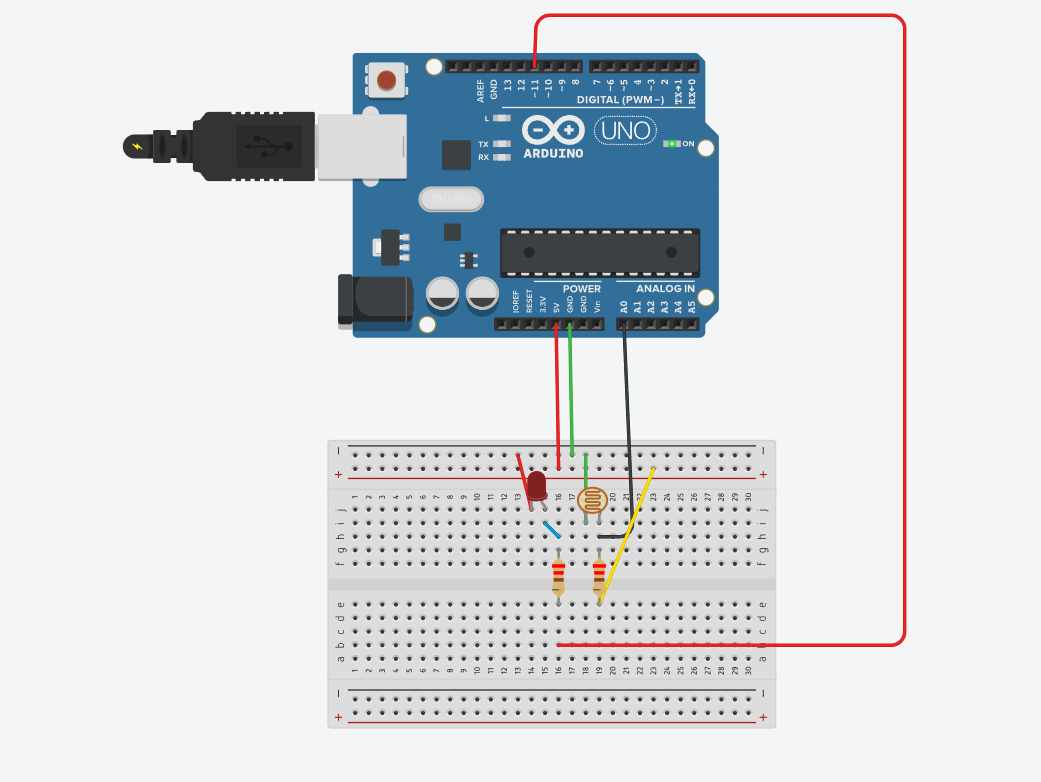 AREF
GND
13
12
~11
~10
~9
8
7
~6
~5
4
~3
2
TX→1
RX←0
DIGITAL (PWM~)
L
TX
RX
UNO
ARDUINO
ON
POWER
ANALOG IN
IOREF
RESET
3.3V
5V
GND
GND
Vin
A0
A1
A2
A3
A4
A5
− −
+ +
1 2 3 4 5 6 7 8 9 10 11 12 13 15 16 17 18 20 21 22 23 24 25 26 27 28 29 30
j j
i i
h h
g g
f f
e e
d d
c c
b b
a a
1 2 3 4 5 6 7 8 9 10 11 12 13 14 15 16 17 18 19 20 21 22 23 24 25 26 27 28 29 30
− −
+ +